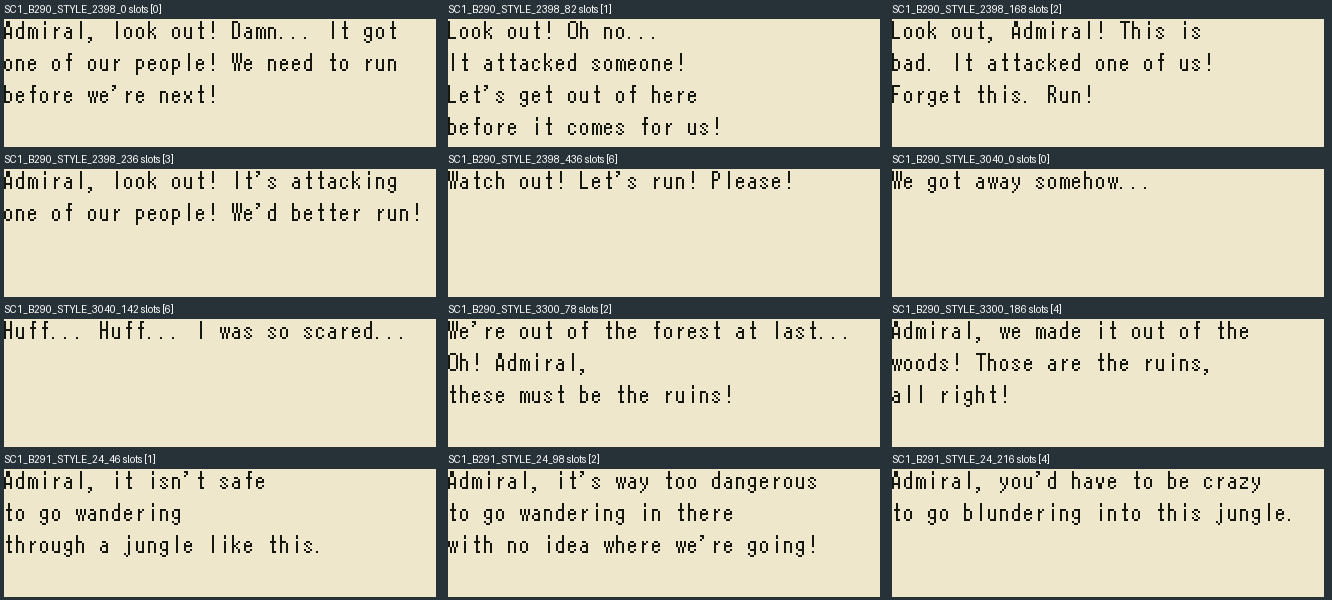 SC1_B290_STYLE_2398_0 slots [0]
Admiral, look out! Damn... It got
one of our people! We need to run
before we're next!
SC1_B290_STYLE_2398_82 slots [1]
Look out! Oh no...
It attacked someone!
Let's get out of here
before it comes for us!
SC1_B290_STYLE_2398_168 slots [2]
Look out, Admiral! This is
bad. It attacked one of us!
Forget this. Run!
SC1_B290_STYLE_2398_236 slots [3]
Admiral, look out! It's attacking
one of our people! We'd better run!
SC1_B290_STYLE_2398_436 slots [6]
Watch out! Let's run! Please!
SC1_B290_STYLE_3040_0 slots [0]
We got away somehow...
SC1_B290_STYLE_3040_142 slots [6]
Huff... Huff... I was so scared...
SC1_B290_STYLE_3300_78 slots [2]
We're out of the forest at last...
Oh! Admiral,
these must be the ruins!
SC1_B290_STYLE_3300_186 slots [4]
Admiral, we made it out of the
woods! Those are the ruins,
all right!
SC1_B291_STYLE_24_46 slots [1]
Admiral, it isn't safe
to go wandering
through a jungle like this.
SC1_B291_STYLE_24_98 slots [2]
Admiral, it's way too dangerous
to go wandering in there
with no idea where we're going!
SC1_B291_STYLE_24_216 slots [4]
Admiral, you'd have to be crazy
to go blundering into this jungle.